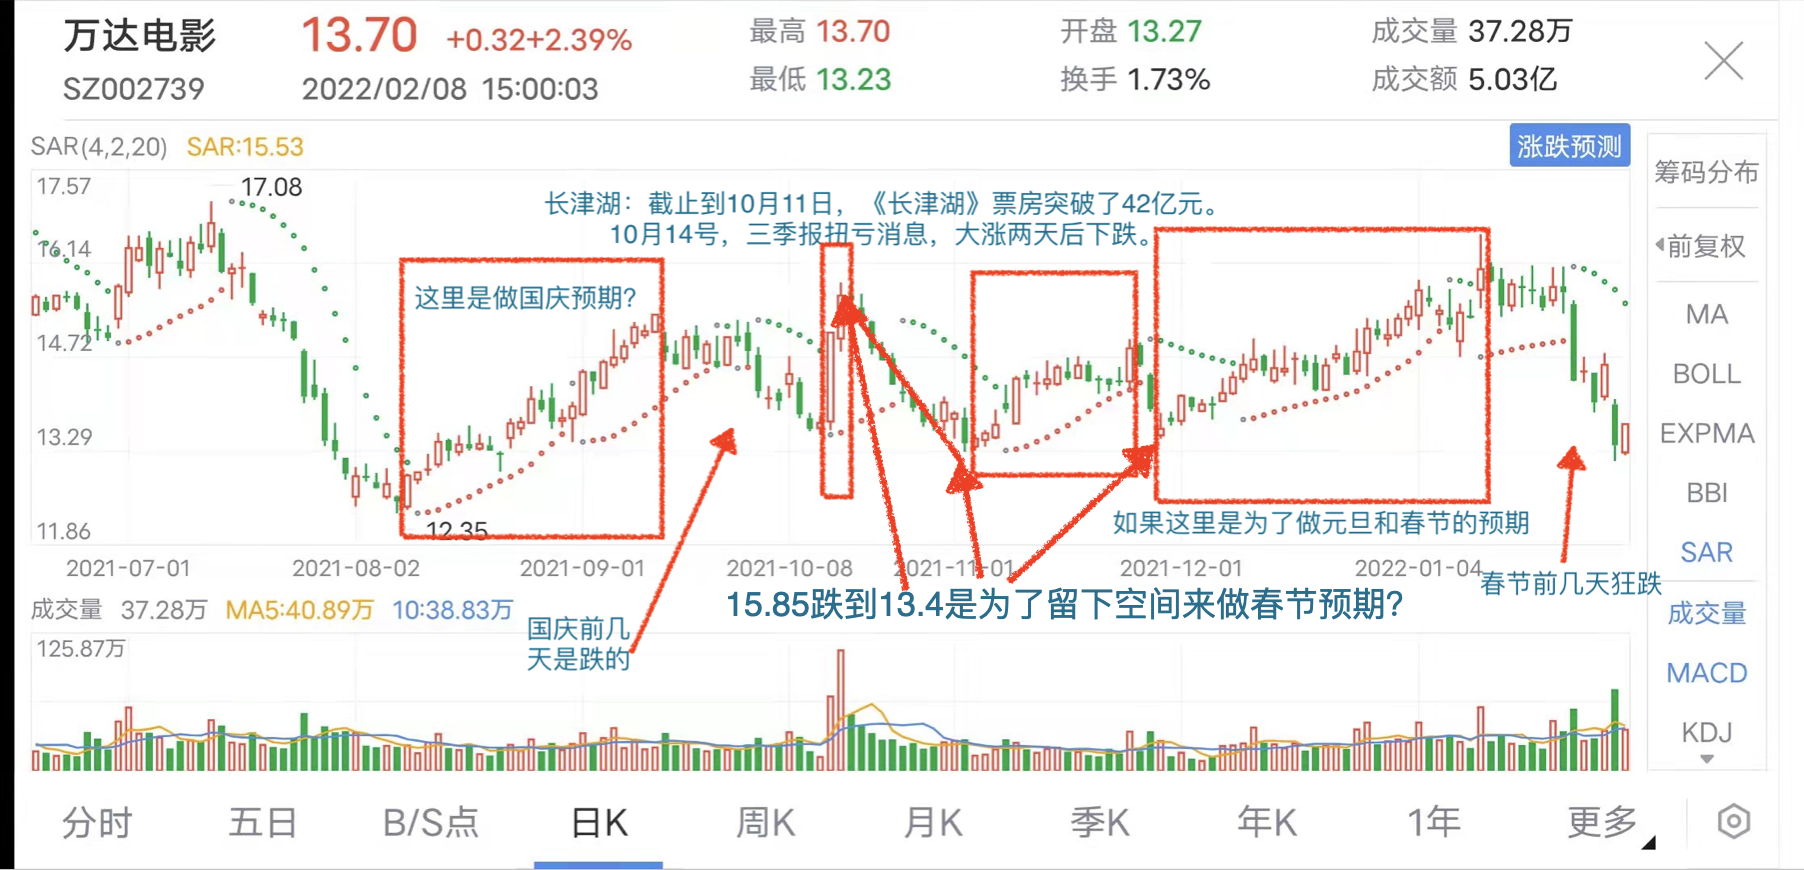 万达电影 13.70 +0.32+2.39% 最高 13.70 开盘 13.27 成交量 37.28万
SZ002739 2022/02/08 15:00:03 最低 13.23 换手 1.73% 成交额 5.03亿
SAR(4,2,20) SAR:15.53 涨跌预测
筹码分布
前复权
MA
BOLL
EXPMA
BBI
SAR
成交量
MACD
KDJ
17.57
17.08
16.14
14.72
13.29
11.86
12.35
长津湖：截止到10月11日，《长津湖》票房突破了42亿元。
10月14号，三季报扭亏消息，大涨两天后下跌。
这里是做国庆预期？
如果这里是为了做元旦和春节的预期
2021-07-01 2021-08-02 2021-09-01 2021-10-08 2021-11-01 2021-12-01 2022-01-04
春节前几天狂跌
15.85跌到13.4是为了留下空间来做春节预期？
国庆前几
天是跌的
成交量 37.28万 MA5:40.89万 10:38.83万
125.87万
分时 五日 B/S点 日K 周K 月K 季K 年K 1年 更多